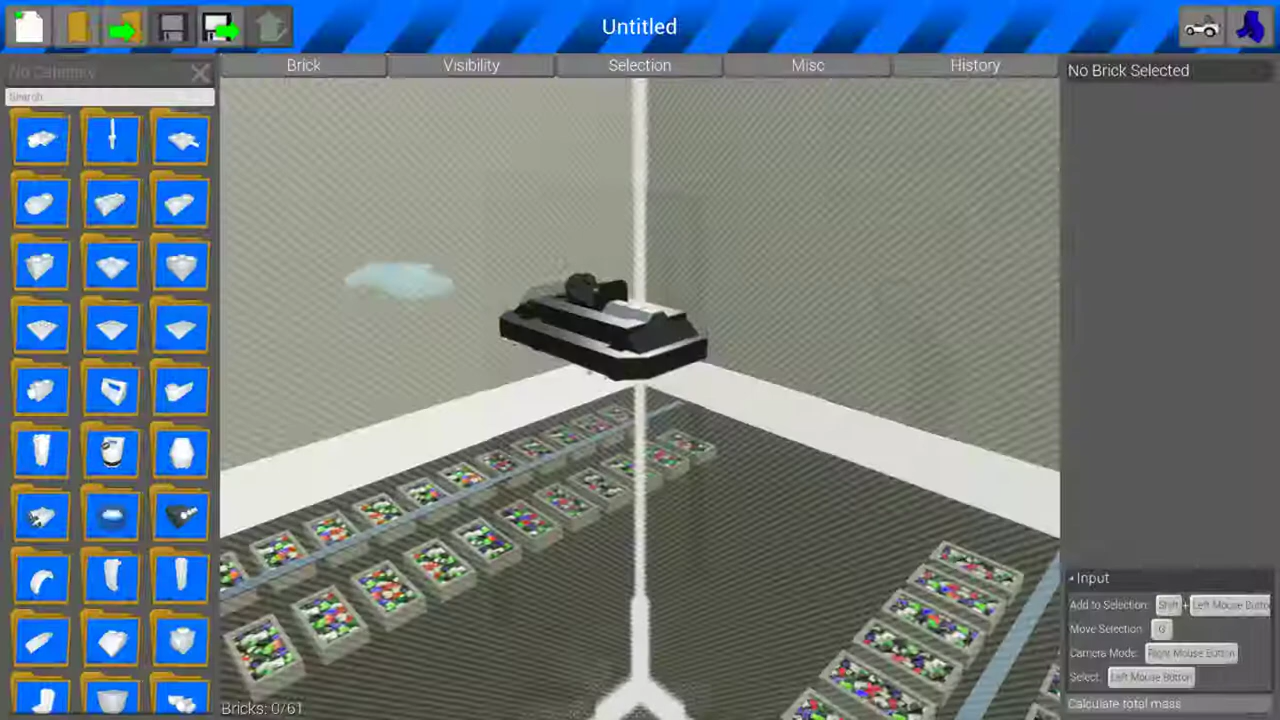 Untitled
No Category
Search
Brick
Visibility
Selection
Misc
History
No Brick Selected
Input
Add to Selection: Shift + Left Mouse Butto
Move Selection: G
Camera Mode: Right Mouse Button
Select: Left Mouse Button
Calculate total mass
Bricks: 0/61